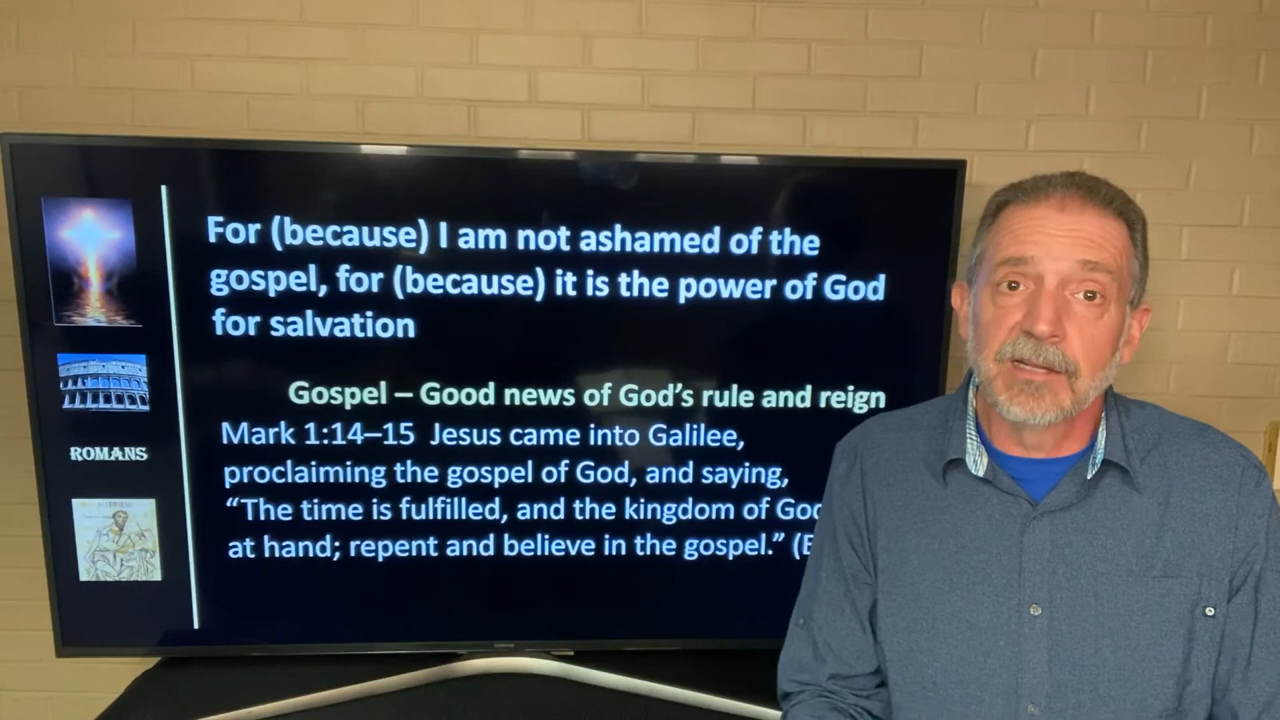 For (because) I am not ashamed of the
gospel, for (because) it is the power of God
for salvation
Gospel – Good news of God's rule and reign
Mark 1:14–15 Jesus came into Galilee,
proclaiming the gospel of God, and saying,
“The time is fulfilled, and the kingdom of
at hand; repent and believe in the gospel.”
ROMANS